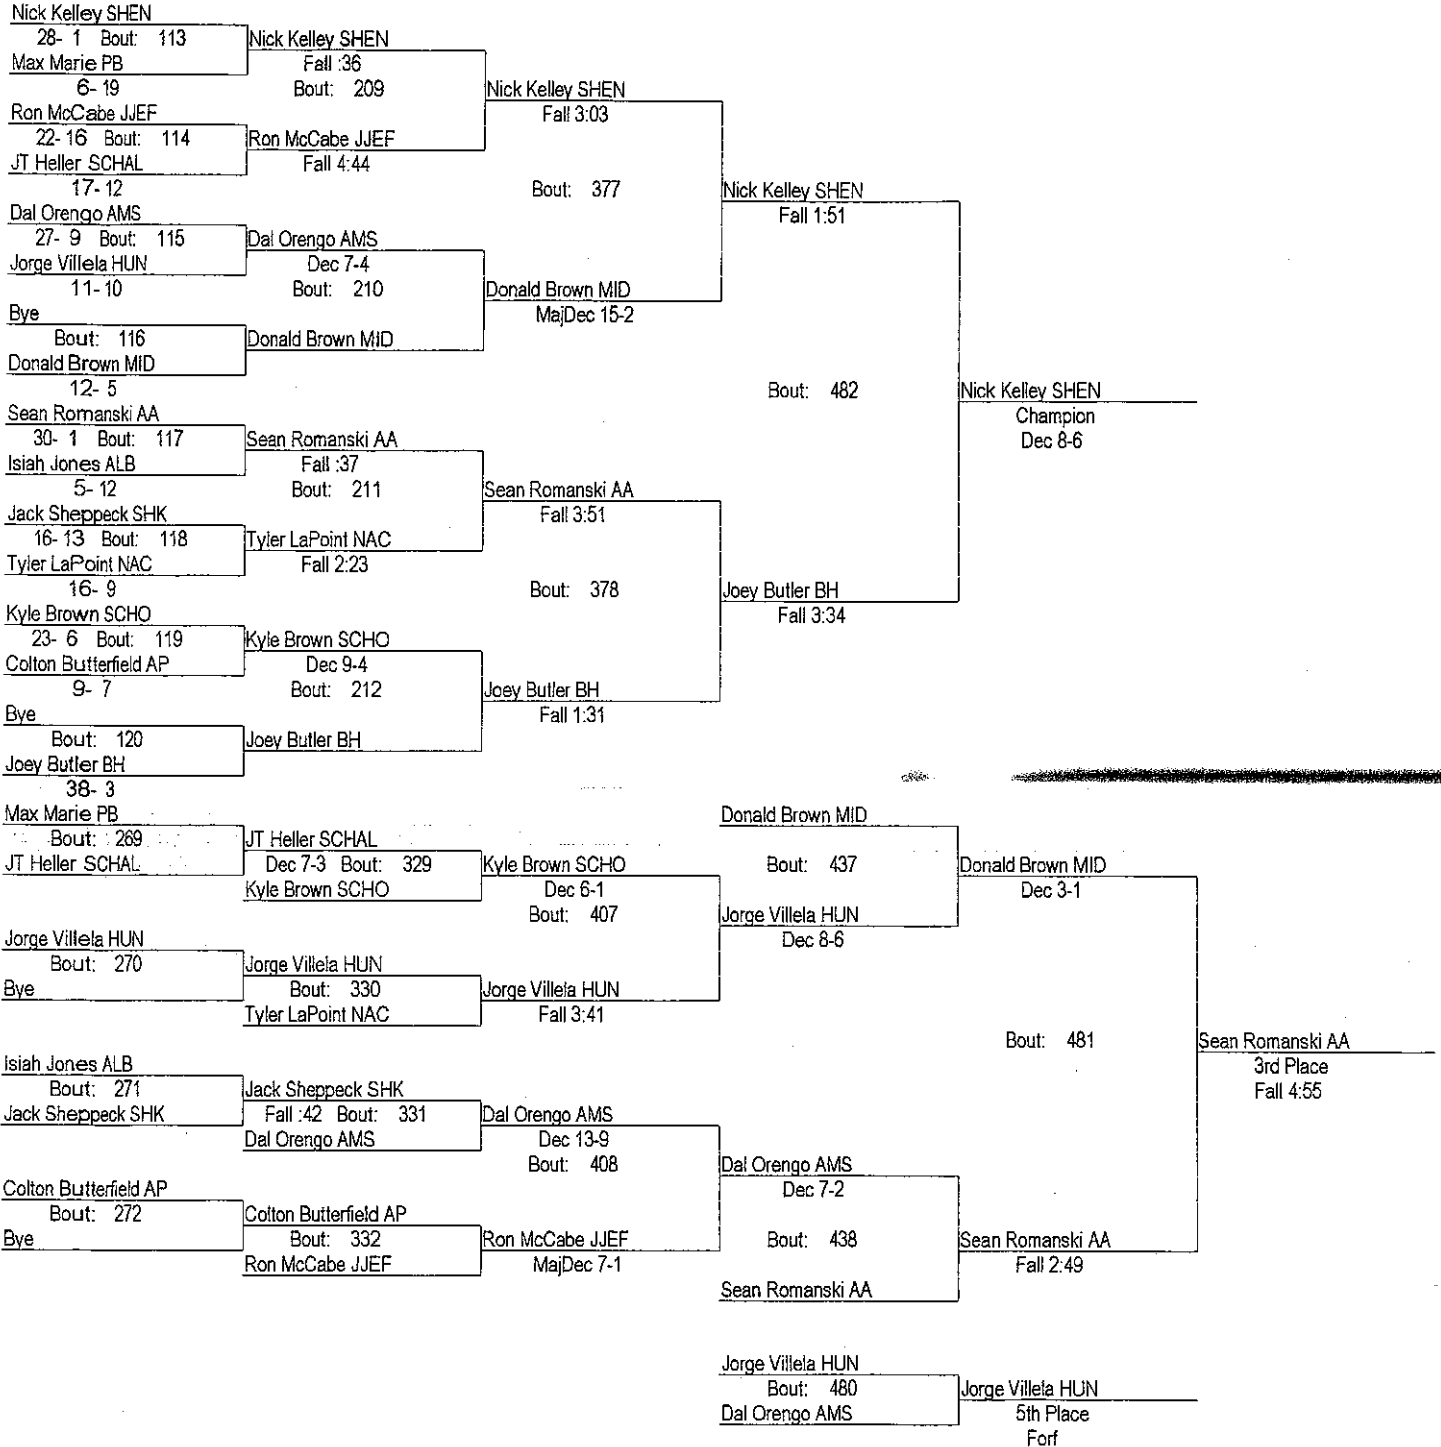 Nick Kelley SHEN
28- 1 Bout: 113
Max Marie PB
6- 19
Ron McCabe JJEF
22- 16 Bout: 114
JT Heller SCHAL
17- 12
Dal Orengo AMS
27- 9 Bout: 115
Jorge Villela HUN
11- 10
Bye
Bout: 116
Donald Brown MID
12- 5
Sean Romanski AA
30- 1 Bout: 117
Isiah Jones ALB
5- 12
Jack Sheppeck SHK
16- 13 Bout: 118
Tyler LaPoint NAC
16- 9
Kyle Brown SCHO
23- 6 Bout: 119
Colton Butterfield AP
9- 7
Bye
Bout: 120
Joey Butler BH
38- 3
Nick Kelley SHEN
Fall :36
Bout: 209
Ron McCabe JJEF
Fall 4:44
Dal Orengo AMS
Dec 7-4
Bout: 210
Donald Brown MID
Sean Romanski AA
Fall :37
Bout: 211
Tyler LaPoint NAC
Fall 2:23
Kyle Brown SCHO
Dec 9-4
Bout: 212
Joey Butler BH
Nick Kelley SHEN
Fall 3:03
Bout: 377
Donald Brown MID
MajDec 15-2
Sean Romanski AA
Fall 3:51
Bout: 378
Joey Butler BH
Fall 1:31
Nick Kelley SHEN
Fall 1:51
Bout: 482
Joey Butler BH
Fall 3:34
Nick Kelley SHEN
Champion
Dec 8-6
Max Marie PB
Bout: 269
JT Heller SCHAL
Jorge Villela HUN
Bout: 270
Bye
Isiah Jones ALB
Bout: 271
Jack Sheppeck SHK
Colton Butterfield AP
Bout: 272
Bye
JT Heller SCHAL
Dec 7-3 Bout: 329
Kyle Brown SCHO
Jorge Villela HUN
Bout: 330
Tyler LaPoint NAC
Jack Sheppeck SHK
Fall :42 Bout: 331
Dal Orengo AMS
Colton Butterfield AP
Bout: 332
Ron McCabe JJEF
Kyle Brown SCHO
Dec 6-1
Bout: 407
Jorge Villela HUN
Fall 3:41
Dal Orengo AMS
Dec 13-9
Bout: 408
Ron McCabe JJEF
MajDec 7-1
Donald Brown MID
Bout: 437
Jorge Villela HUN
Dec 8-6
Dal Orengo AMS
Dec 7-2
Bout: 438
Sean Romanski AA
Donald Brown MID
Dec 3-1
Bout: 481
Sean Romanski AA
Fall 2:49
Sean Romanski AA
3rd Place
Fall 4:55
Jorge Villela HUN
Bout: 480
Dal Orengo AMS
Jorge Villela HUN
5th Place
Forf